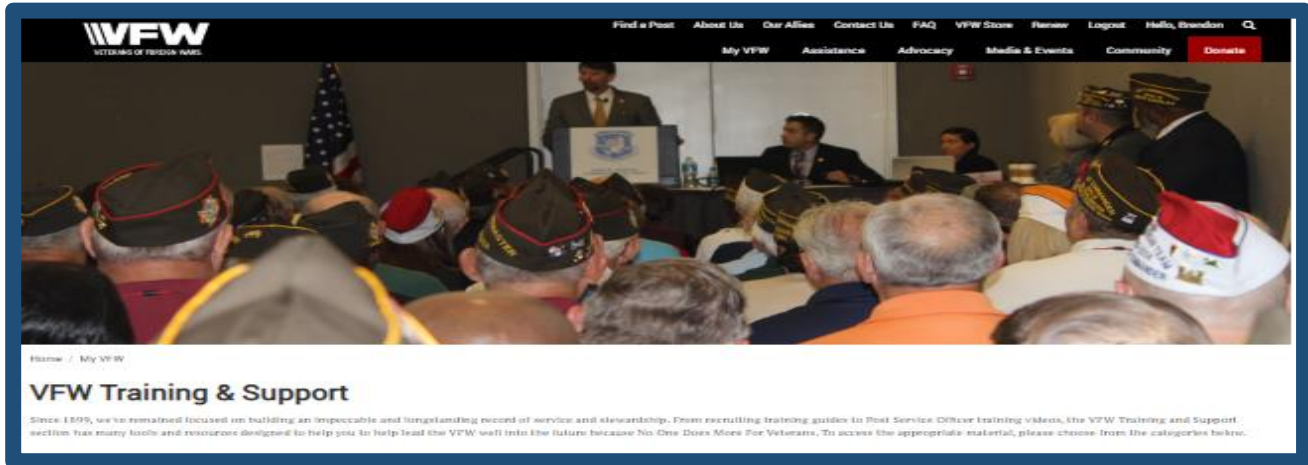 VFW
VETERANS OF FOREIGN WARS.
Find a Post About Us Our Allies Contact Us FAQ VFW Store Renew Logout Hello, Brendon
My VFW Assistance Advocacy Media & Events Community Donate
Home / My VFW
VFW Training & Support
Since 1899, we've remained focused on building an impeccable and longstanding record of service and stewardship. From recruiting training guides to Post Service Officer training videos, the VFW Training and Support
section has many tools and resources designed to help you to help lead the VFW well into the future because No One Does More For Veterans. To access the appropriate material, please choose from the categories below.